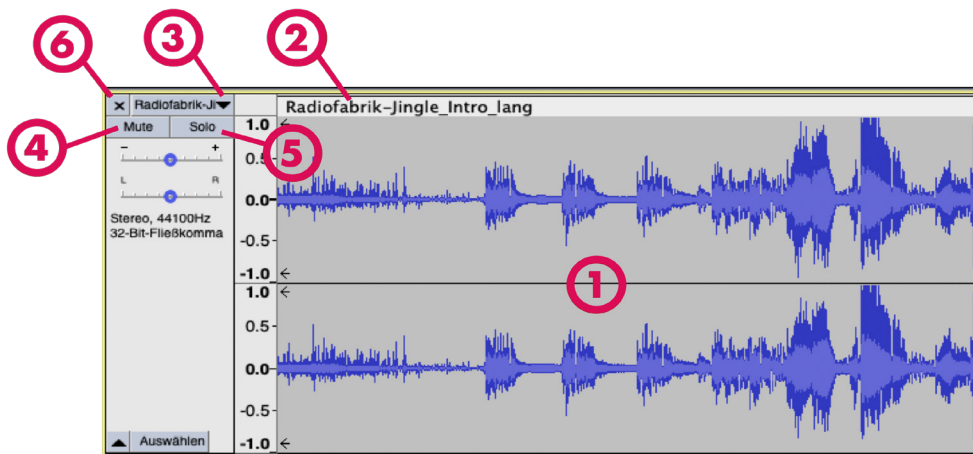 6
3
2
× Radiofabrik-Ji
Radiofabrik-Jingle_Intro_lang
4
Mute
Solo
5
- +
L R
Stereo, 44100Hz
32-Bit-Fließkomma
Auswählen
1.0
0.5-
0.0-
-0.5-
-1.0
1
1.0
0.5-
0.0-
-0.5-
-1.0